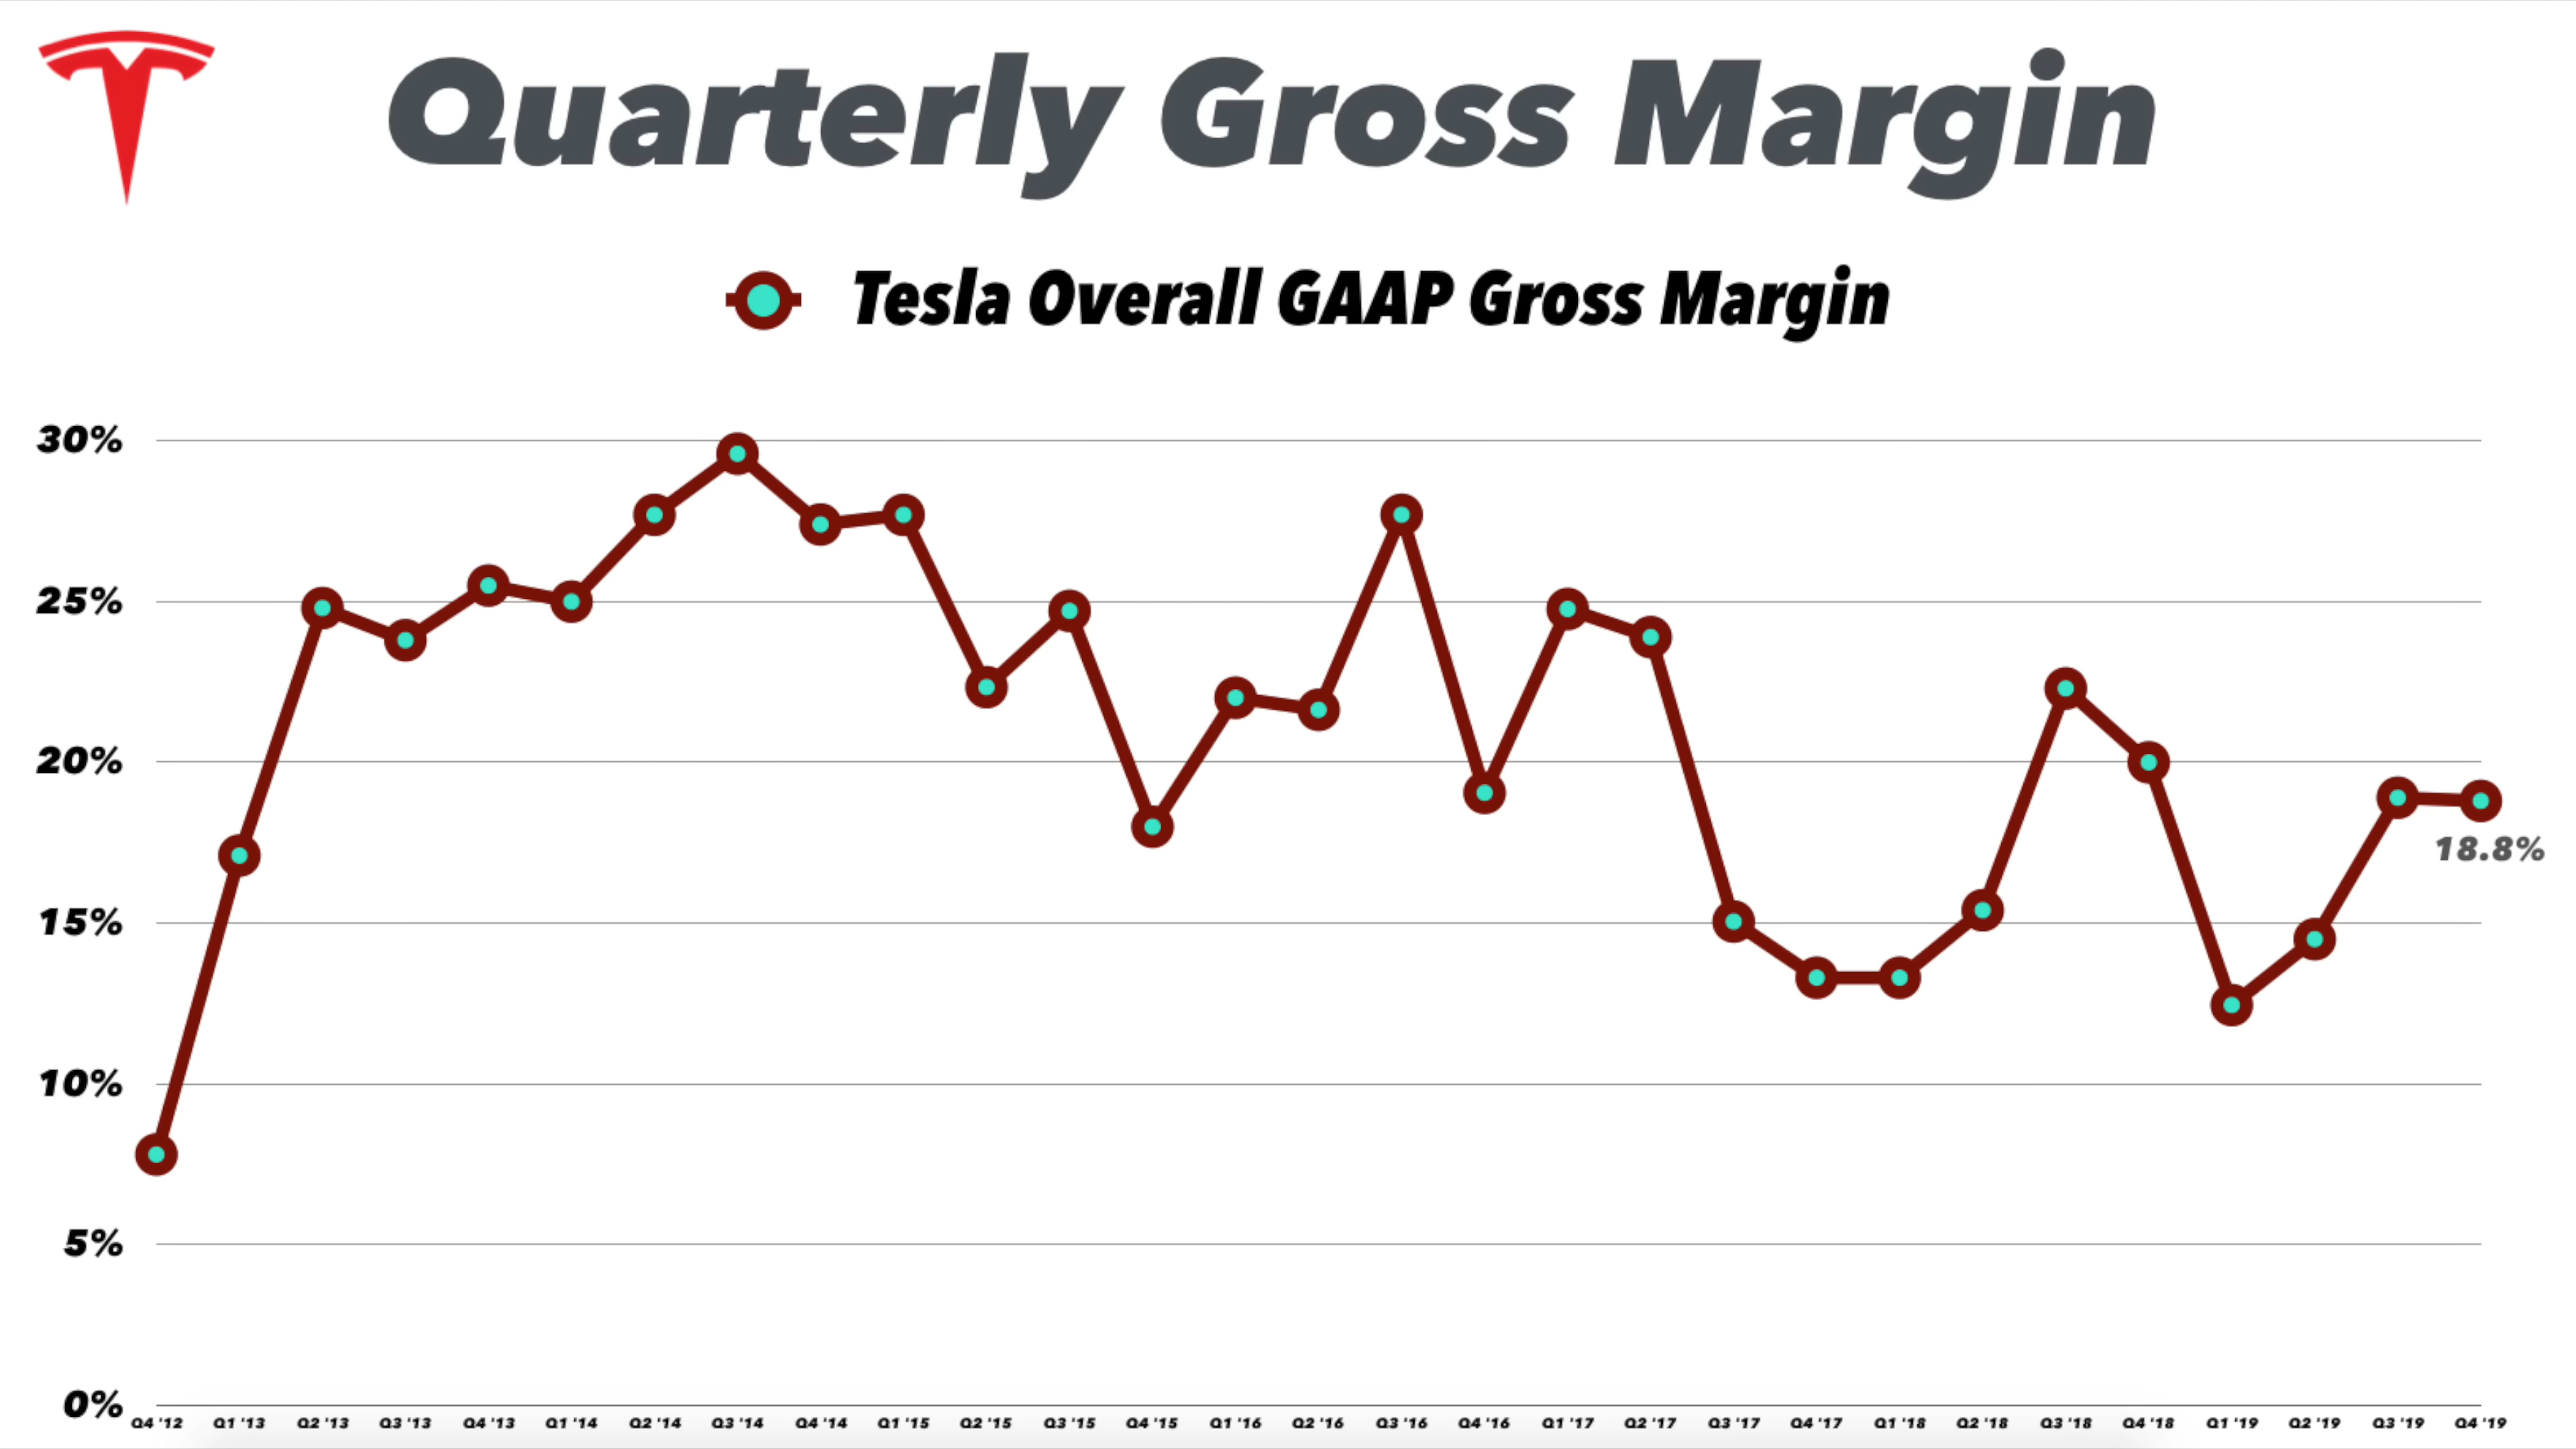 Quarterly Gross Margin
Tesla Overall GAAP Gross Margin
30%
25%
20%
15%
10%
5%
0%
18.8%
Q4 '12 Q1 '13 Q2 '13 Q3 '13 Q4 '13 Q1 '14 Q2 '14 Q3 '14 Q4 '14 Q1 '15 Q2 '15 Q3 '15 Q4 '15 Q1 '16 Q2 '16 Q3 '16 Q4 '16 Q1 '17 Q2 '17 Q3 '17 Q4 '17 Q1 '18 Q2 '18 Q3 '18 Q4 '18 Q1 '19 Q2 '19 Q3 '19 Q4 '19